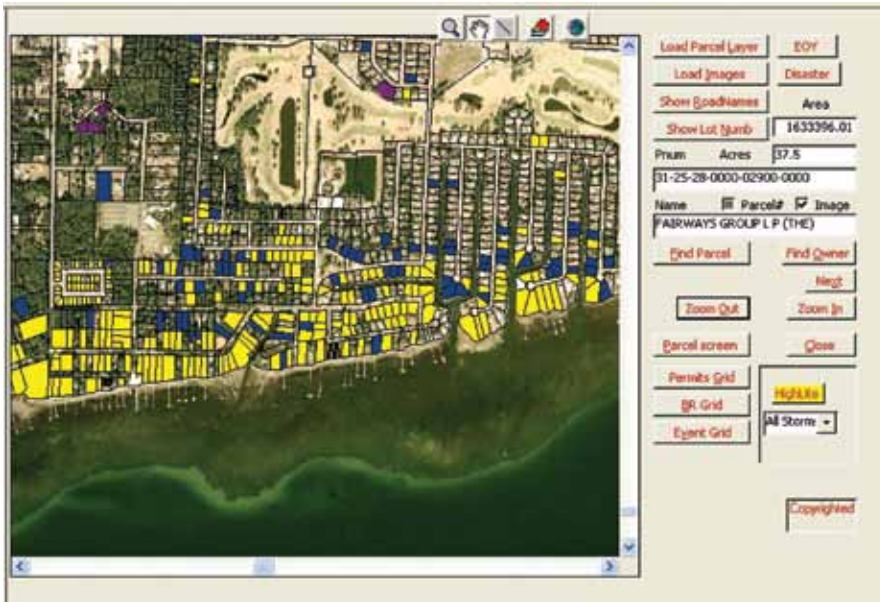 Load Parcel Layer EOY
Load Images Disaster
Show RoadNames Area
Show Lot Numb 1633396.01
Pnum Acres 37.5
31-25-28-0000-02900-0000
Name Parcel# Image
FAIRWAYS GROUP L P (THE)
Find Parcel Find Owner
Next
Zoom Out Zoom In
Parcel screen Close
Permits Grid
HighLite
BR Grid
All Storm
Event Grid
Copyrighted